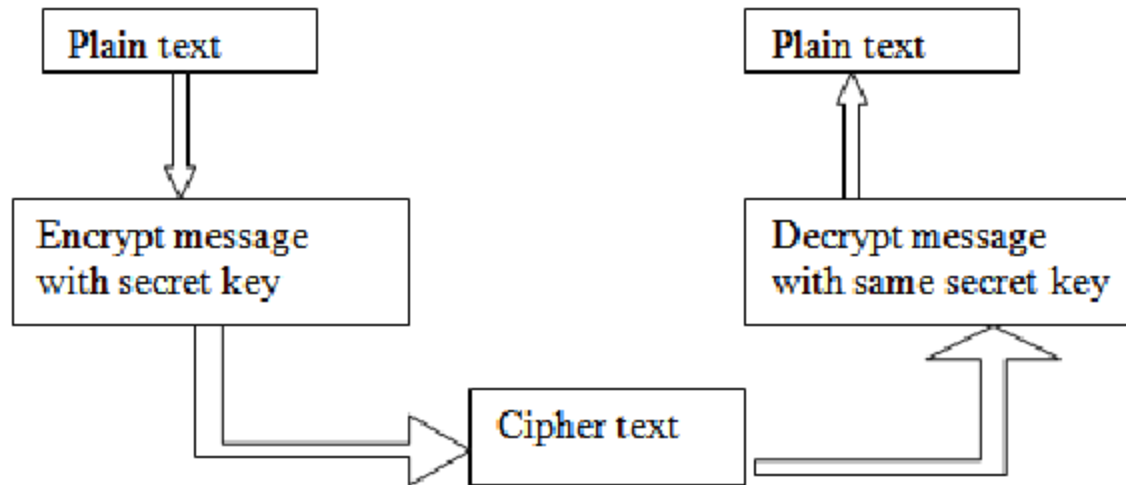 Plain text
Plain text
Encrypt message
with secret key
Decrypt message
with same secret key
Cipher text